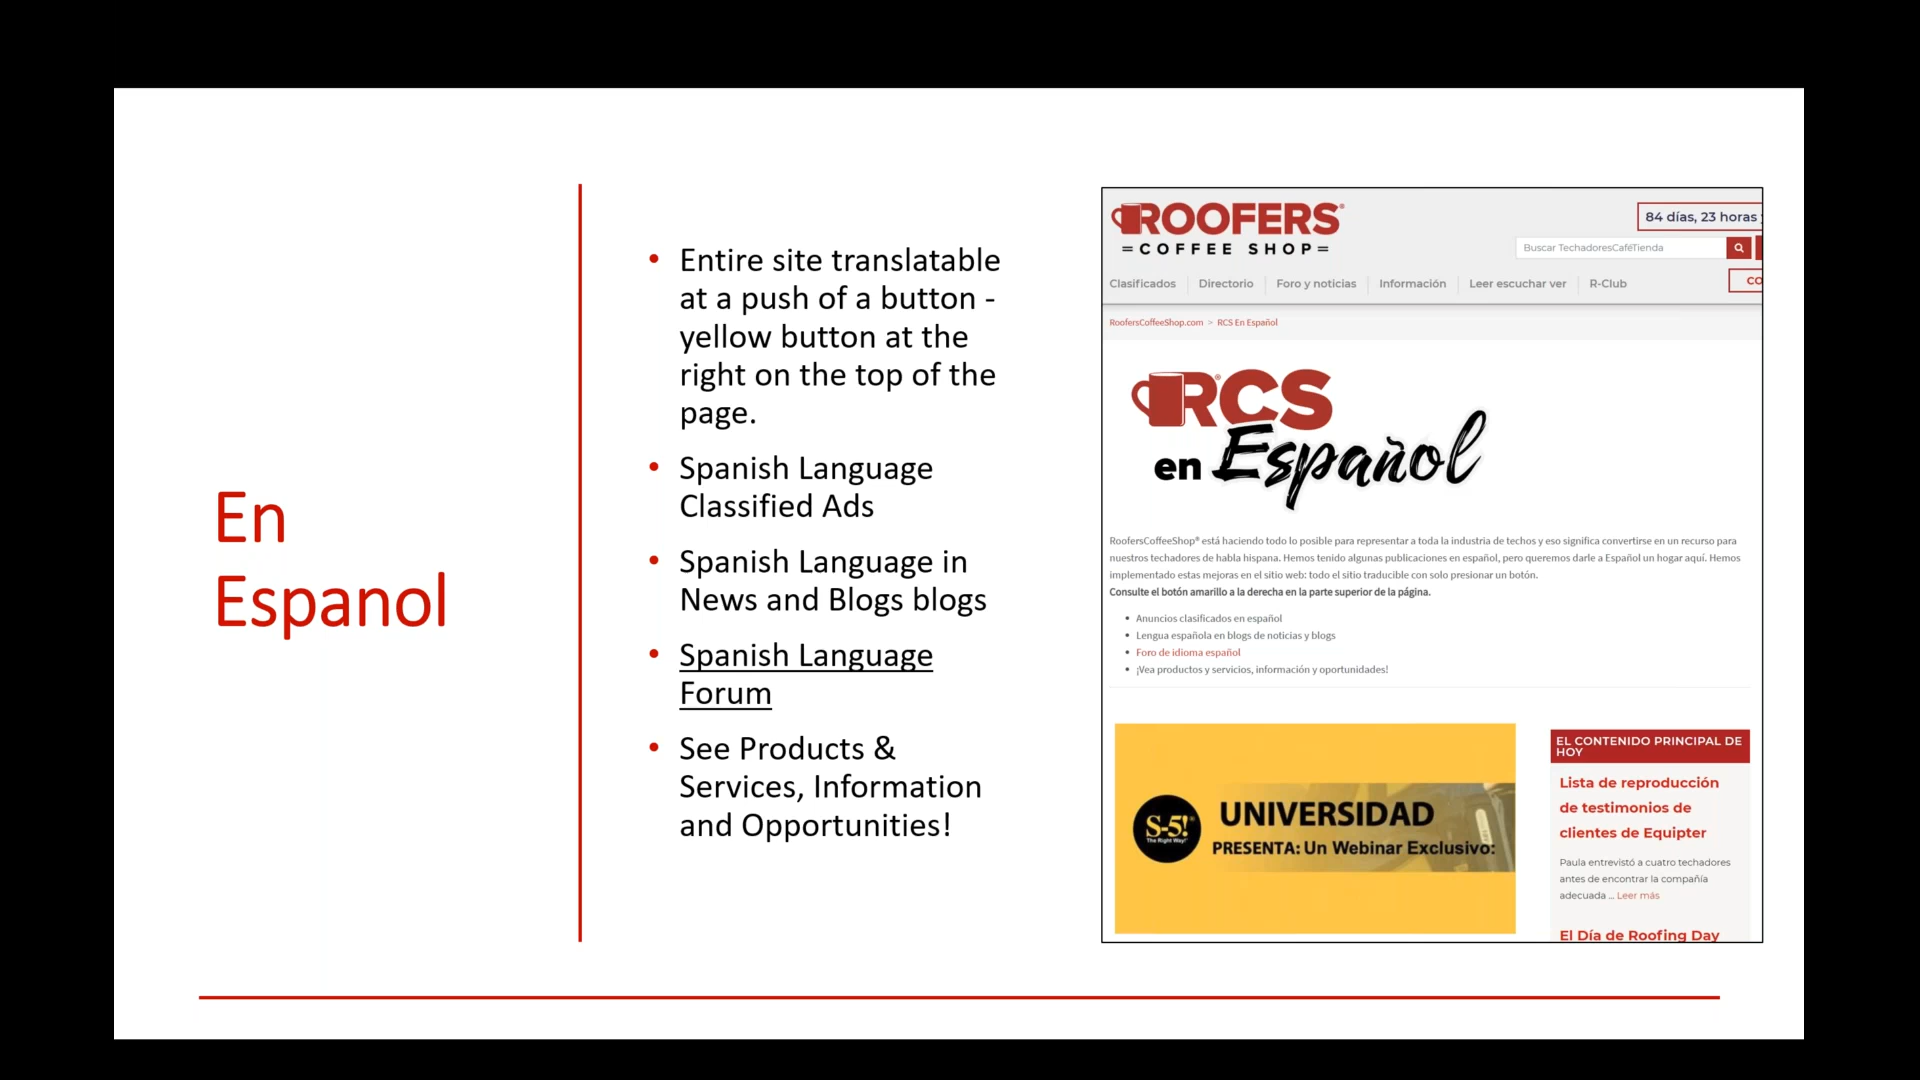 En
Espanol
• Entire site translatable
at a push of a button -
yellow button at the
right on the top of the
page.
• Spanish Language
Classified Ads
• Spanish Language in
News and Blogs blogs
• Spanish Language
Forum
• See Products &
Services, Information
and Opportunities!
ROOFERS®
=COFFEE SHOP=
84 días, 23 horas
Buscar TechadoresCaféTienda
Clasificados Directorio Foro y noticias Información Leer escuchar ver R-Club
CO
RoofersCoffeeShop.com > RCS En Español
RCS®
en Español
RoofersCoffeeShop® está haciendo todo lo posible para representar a toda la industria de techos y eso significa convertirse en un recurso para
nuestros techadores de habla hispana. Hemos tenido algunas publicaciones en español, pero queremos darle a Español un hogar aquí. Hemos
implementado estas mejoras en el sitio web: todo el sitio traducible con solo presionar un botón.
Consulte el botón amarillo a la derecha en la parte superior de la página.
• Anuncios clasificados en español
• Lengua española en blogs de noticias y blogs
• Foro de idioma español
• ¡Vea productos y servicios, información y oportunidades!
S-5!®
The Right Way!
UNIVERSIDAD
PRESENTA: Un Webinar Exclusivo:
EL CONTENIDO PRINCIPAL DE
HOY
Lista de reproducción
de testimonios de
clientes de Equipter
Paula entrevistó a cuatro techadores
antes de encontrar la compañía
adecuada ... Leer más
El Día de Roofing Day